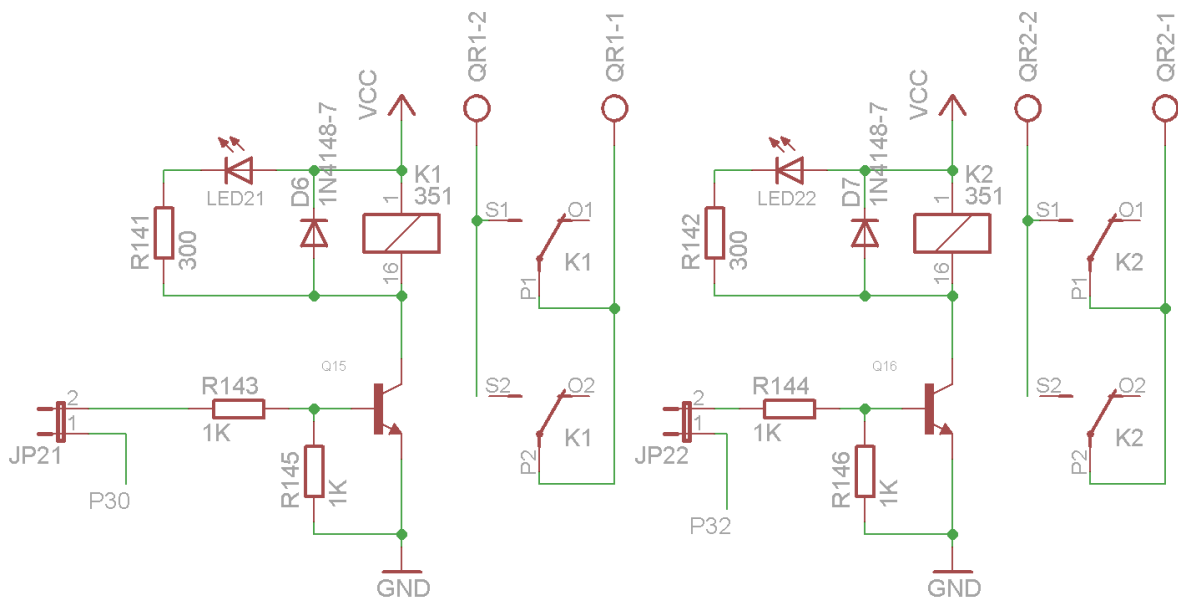 QR1-2
QR1-1
QR2-2
QR2-1
VCC
1N4148-7
D6
LED21
K1
351
1
16
R141
300
S1
O1
K1
P1
VCC
1N4148-7
D7
LED22
K2
351
1
16
R142
300
S1
O1
K2
P1
Q15
R143
1K
2
1
JP21
P30
R145
1K
GND
S2
O2
K1
P2
Q16
R144
1K
2
1
JP22
P32
R146
1K
GND
S2
O2
K2
P2